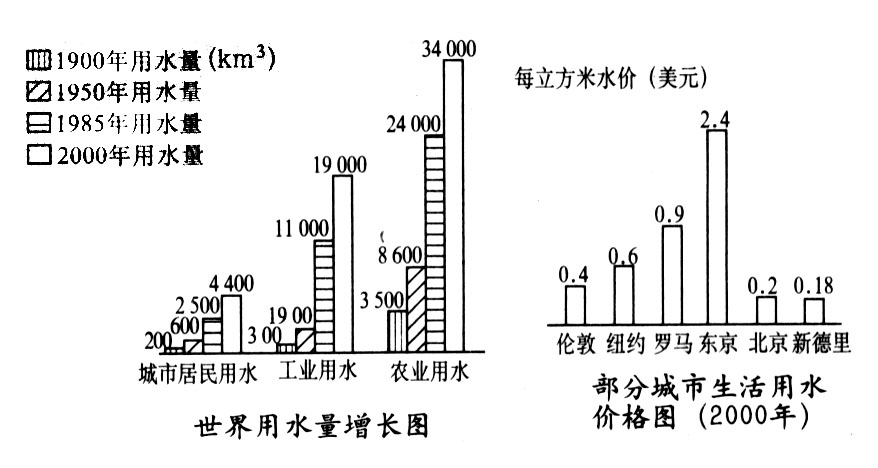 1900年用水量(km³)
1950年用水量
1985年用水量
2000年用水量
200
600
2 500
4 400
3 00
19 00
11 000
19 000
3 500
8 600
24 000
34 000
城市居民用水 工业用水 农业用水
世界用水量增长图
每立方米水价（美元）
0.4
0.6
0.9
2.4
0.2
0.18
伦敦 纽约 罗马 东京 北京 新德里
部分城市生活用水
价格图（2000年）